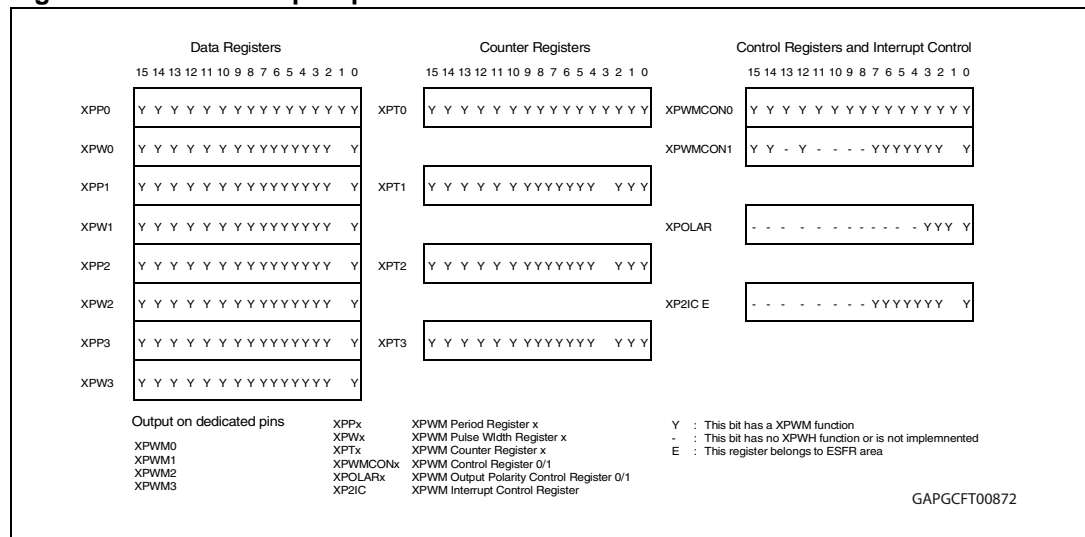 Data Registers
Counter Registers
Control Registers and Interrupt Control
15 14 13 12 11 10 9 8 7 6 5 4 3 2 1 0
15 14 13 12 11 10 9 8 7 6 5 4 3 2 1 0
15 14 13 12 11 10 9 8 7 6 5 4 3 2 1 0
XPP0 Y Y Y Y Y Y Y Y Y Y Y Y Y Y Y Y
XPT0 Y Y Y Y Y Y Y Y Y Y Y Y Y Y Y Y
XPWMCON0 Y Y Y Y Y Y Y Y Y Y Y Y Y Y Y Y
XPW0 Y Y Y Y Y Y Y Y Y Y Y Y Y Y Y
XPWMCON1 Y Y - Y - - - - Y Y Y Y Y Y Y Y
XPP1 Y Y Y Y Y Y Y Y Y Y Y Y Y Y Y
XPT1 Y Y Y Y Y Y Y Y Y Y Y Y Y Y Y Y
XPW1 Y Y Y Y Y Y Y Y Y Y Y Y Y Y Y
XPOLAR - - - - - - - - - - - - Y Y Y Y
XPP2 Y Y Y Y Y Y Y Y Y Y Y Y Y Y Y
XPT2 Y Y Y Y Y Y Y Y Y Y Y Y Y Y Y Y
XPW2 Y Y Y Y Y Y Y Y Y Y Y Y Y Y Y
XP2IC E - - - - - - - - Y Y Y Y Y Y Y Y
XPP3 Y Y Y Y Y Y Y Y Y Y Y Y Y Y Y
XPT3 Y Y Y Y Y Y Y Y Y Y Y Y Y Y Y Y
XPW3 Y Y Y Y Y Y Y Y Y Y Y Y Y Y Y
Output on dedicated pins
XPWM0
XPWM1
XPWM2
XPWM3
XPPx XPWM Period Register x
XPWx XPWM Pulse WIdth Register x
XPTx XPWM Counter Register x
XPWMCONx XPWM Control Register 0/1
XPOLARx XPWM Output Polarity Control Register 0/1
XP2IC XPWM Interrupt Control Register
Y : This bit has a XPWM function
- : This bit has no XPWH function or is not implemnented
E : This register belongs to ESFR area
GAPGCFT00872